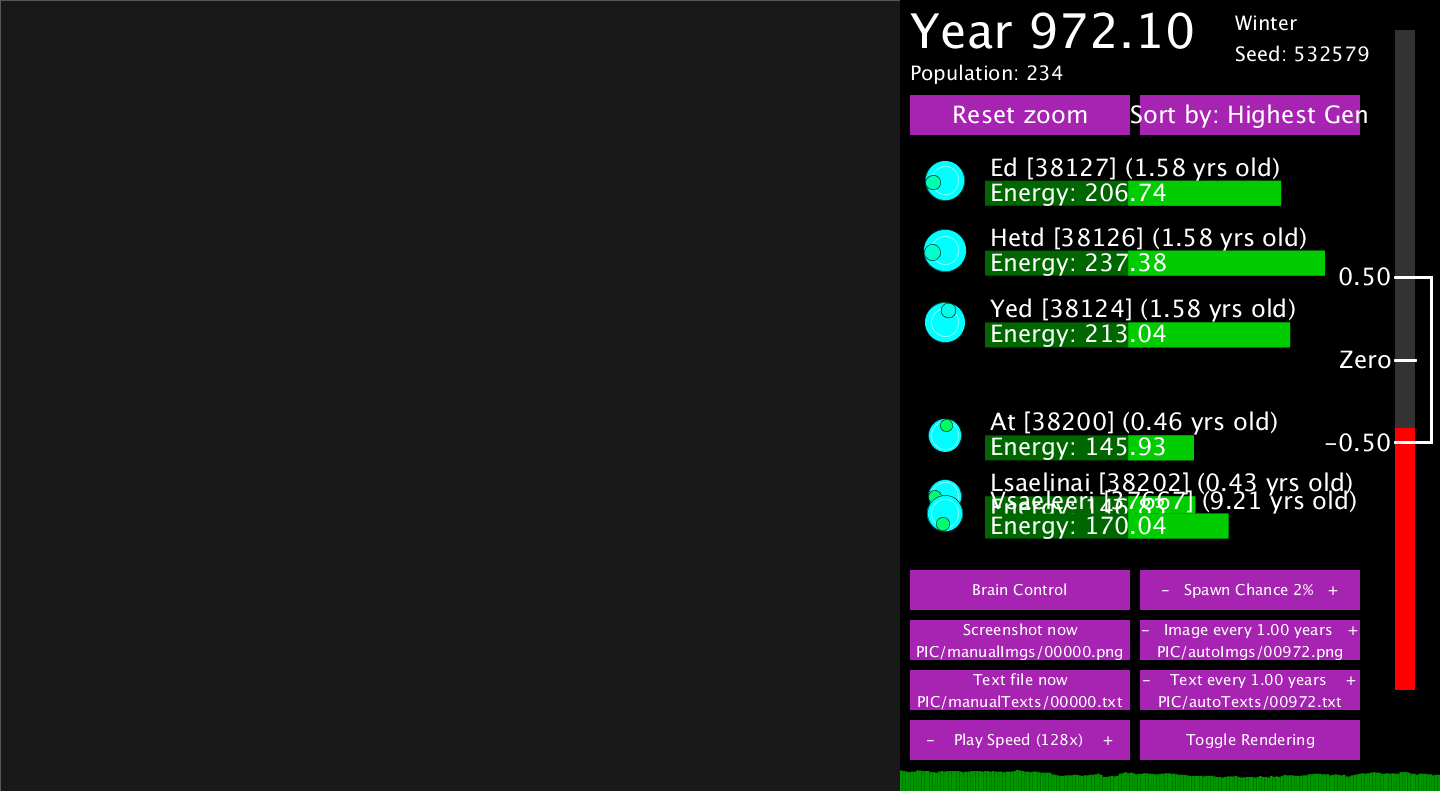 Year 972.10
Winter
Seed: 532579
Population: 234
Reset zoom
Sort by: Highest Gen
Ed [38127] (1.58 yrs old)
Energy: 206.74
Hetd [38126] (1.58 yrs old)
Energy: 237.38
0.50
Yed [38124] (1.58 yrs old)
Energy: 213.04
Zero
At [38200] (0.46 yrs old)
Energy: 145.93
-0.50
Lsaelinai [38202] (0.43 yrs old)
[37667] (9.21 yrs old)
Energy: 146.83
Energy: 170.04
Brain Control
- Spawn Chance 2% +
Screenshot now
PIC/manualImgs/00000.png
- Image every 1.00 years +
PIC/autoImgs/00972.png
Text file now
PIC/manualTexts/00000.txt
- Text every 1.00 years +
PIC/autoTexts/00972.txt
- Play Speed (128x) +
Toggle Rendering